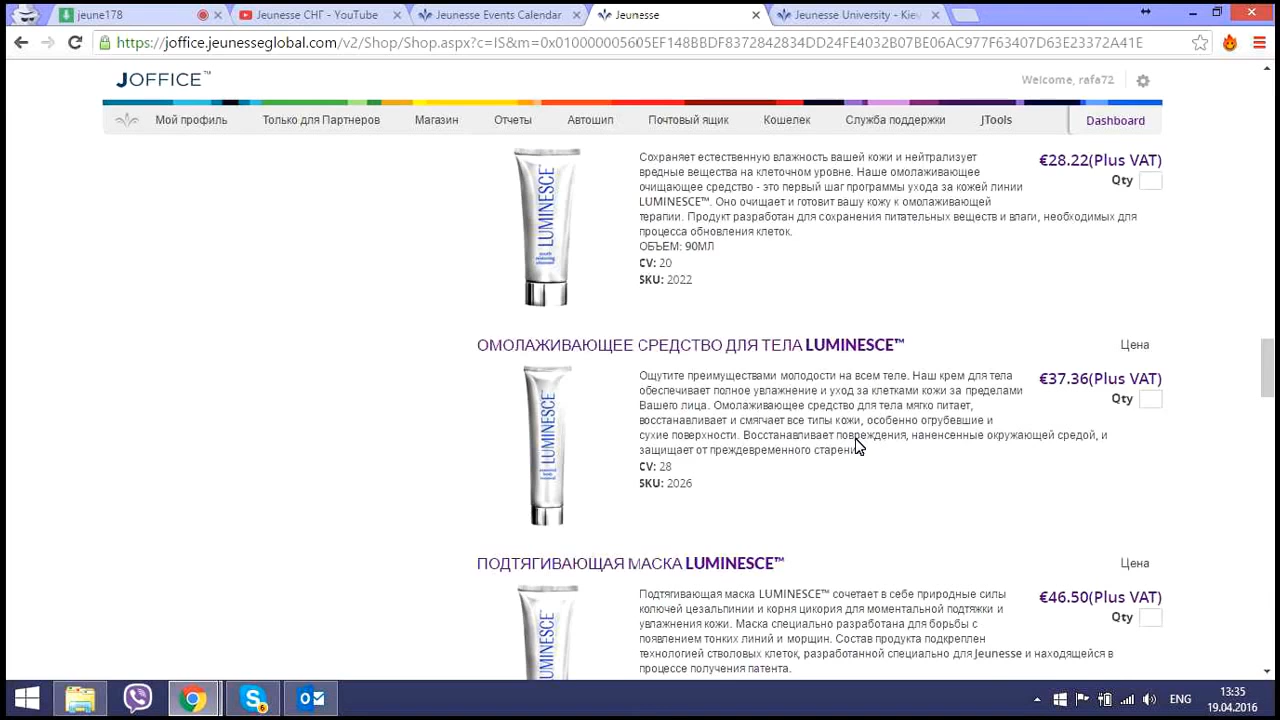 jeune178
Jeunesse СНГ - YouTube
Jeunesse Events Calendar
Jeunesse
Jeunesse University - Kiev
https://joffice.jeunesseglobal.com/v2/Shop/Shop.aspx?c=IS&m=0x01000005605EF148BBDF8372842834DD24FE4032B07BE06AC977F63407D63E23372A41E
JOFFICE™
Welcome, rafa72
Мой профиль Только для Партнеров Магазин Отчеты Автошип Почтовый ящик Кошелек Служба поддержки JTools Dashboard
Сохраняет естественную влажность вашей кожи и нейтрализует
вредные вещества на клеточном уровне. Наше омолаживающее
очищающее средство - это первый шаг программы ухода за кожей линии
LUMINESCE™. Оно очищает и готовит вашу кожу к омолаживающей
терапии. Продукт разработан для сохранения питательных веществ и влаги, необходимых для
процесса обновления клеток.
ОБЪЕМ: 90МЛ
CV: 20
SKU: 2022
€28.22(Plus VAT)
Qty
LUMINESCE
ОМОЛАЖИВАЮЩЕЕ СРЕДСТВО ДЛЯ ТЕЛА LUMINESCE™
Цена
Ощутите преимуществами молодости на всем теле. Наш крем для тела
обеспечивает полное увлажнение и уход за клетками кожи за пределами
Вашего лица. Омолаживающее средство для тела мягко питает,
восстанавливает и смягчает все типы кожи, особенно огрубевшие и
сухие поверхности. Восстанавливает повреждения, наненсенные окружающей средой, и
защищает от преждевременного
CV: 28
SKU: 2026
€37.36(Plus VAT)
Qty
LUMINESCE
ПОДТЯГИВАЮЩАЯ МАСКА LUMINESCE™
Цена
Подтягивающая маска LUMINESCE™ сочетает в себе природные силы
колючей цезальпинии и корня цикория для моментальной подтяжки и
увлажнения кожи. Маска специально разработана для борьбы с
появлением тонких линий и морщин. Состав продукта подкреплен
технологией стволовых клеток, разработанной специально для Jeunesse и находящейся в
процессе получения патента.
€46.50(Plus VAT)
Qty
LUMINESCE
ENG
13:35
19.04.2016